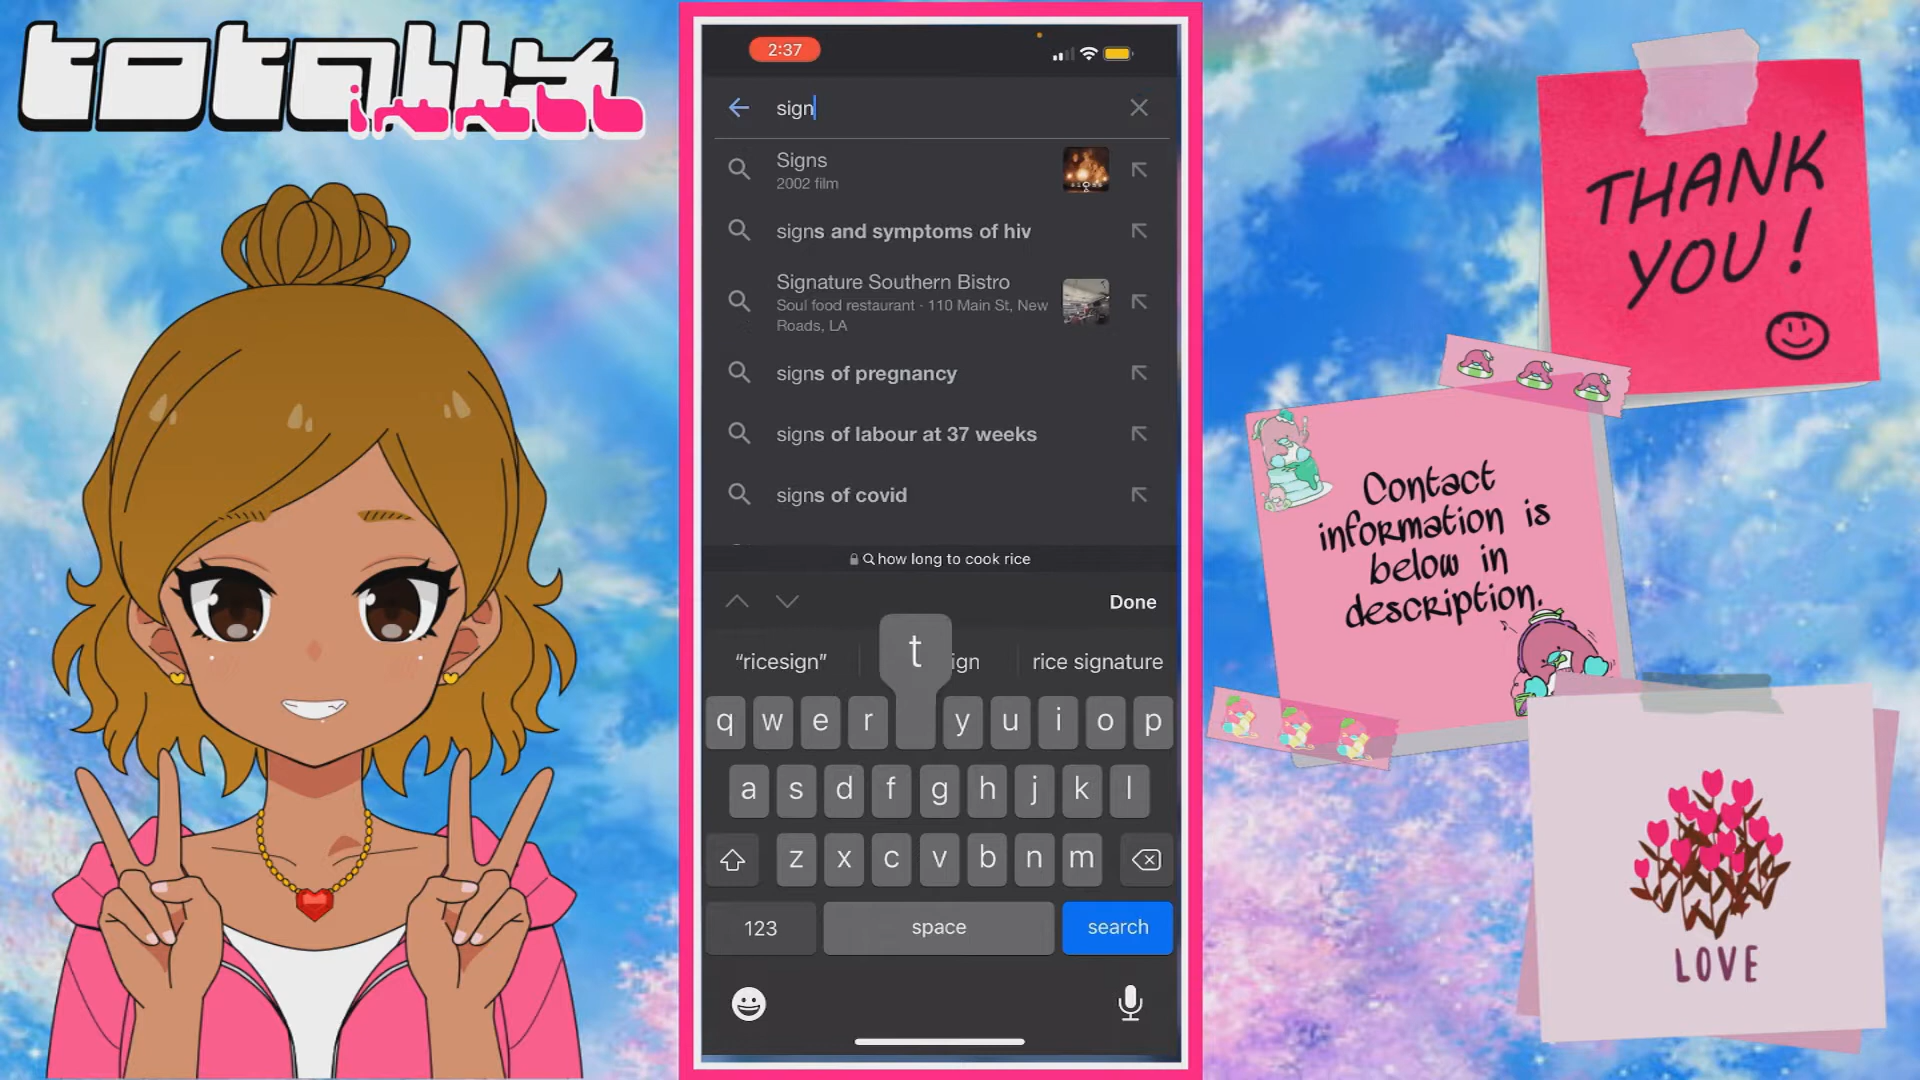 totally
2:37
sign
Signs
2002 film
signs and symptoms of hiv
Signature Southern Bistro
Soul food restaurant · 110 Main St, New
Roads, LA
signs of pregnancy
signs of labour at 37 weeks
signs of covid
how long to cook rice
Done
“ricesign”
ign
rice signature
t
q w e r y u i o p
a s d f g h j k l
z x c v b n m
123
space
search
THANK
YOU!
Contact
information is
below in
description.
LOVE